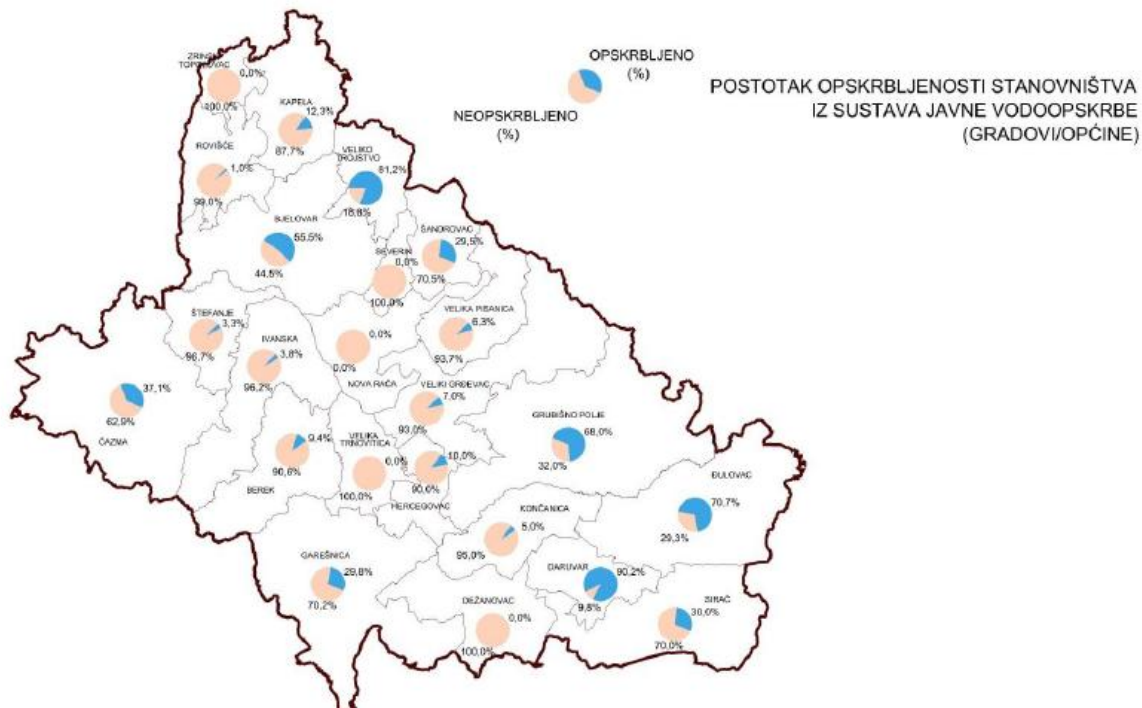 OPSKRBLJENO
(%)
NEOPSKRBLJENO
(%)
POSTOTAK OPSKRBLJENOSTI STANOVNIŠTVA
IZ SUSTAVA JAVNE VODOOPSKRBE
(GRADOVI/OPĆINE)
0,0%
100,0%
KAPELA
12,3%
87,7%
ROVIŠĆE
1,0%
99,0%
VELIKO
TROJSTVO
81,2%
18,8%
BJELOVAR
55,5%
44,5%
ŠANDROVAC
29,5%
70,5%
SEVERIN
0,0%
100,0%
ŠTEFANJE
3,3%
96,7%
IVANSKA
3,8%
96,2%
0,0%
0,0%
NOVA RAČA
VELIKA PISANICA
6,3%
93,7%
37,1%
62,9%
ČAZMA
VELIKI GRĐEVAC
7,0%
93,0%
GRUBIŠNO POLJE
68,0%
32,0%
9,4%
90,6%
BEREK
VELIKA
TRNOVITICA
0,0%
100,0%
10,0%
90,0%
HERCEGOVAC
ĐULOVAC
70,7%
29,3%
KONČANICA
5,0%
95,0%
GAREŠNICA
29,8%
70,2%
DARUVAR
90,2%
9,8%
DEŽANOVAC
0,0%
100,0%
SIRAČ
30,0%
70,0%